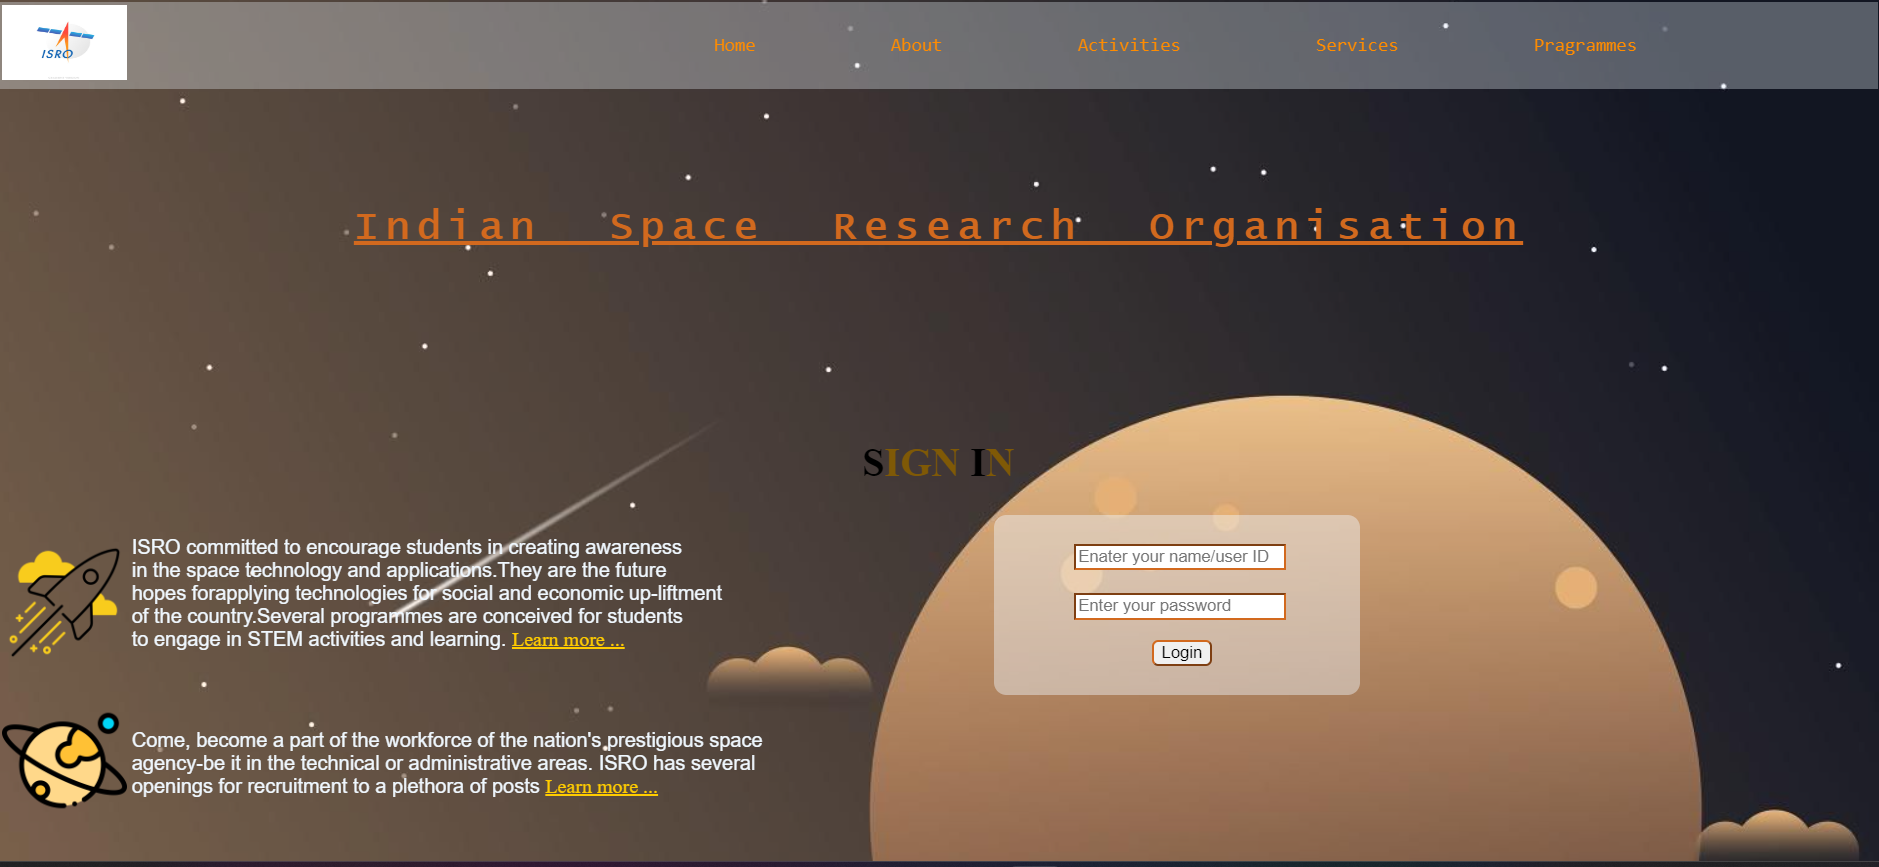 ISRO
Home About Activities Services Pragrammes
Indian Space Research Organisation
SIGN IN
ISRO committed to encourage students in creating awareness
in the space technology and applications.They are the future
hopes forapplying technologies for social and economic up-liftment
of the country.Several programmes are conceived for students
to engage in STEM activities and learning. Learn more ...
Enater your name/user ID
Enter your password
Login
Come, become a part of the workforce of the nation's prestigious space
agency-be it in the technical or administrative areas. ISRO has several
openings for recruitment to a plethora of posts Learn more ...